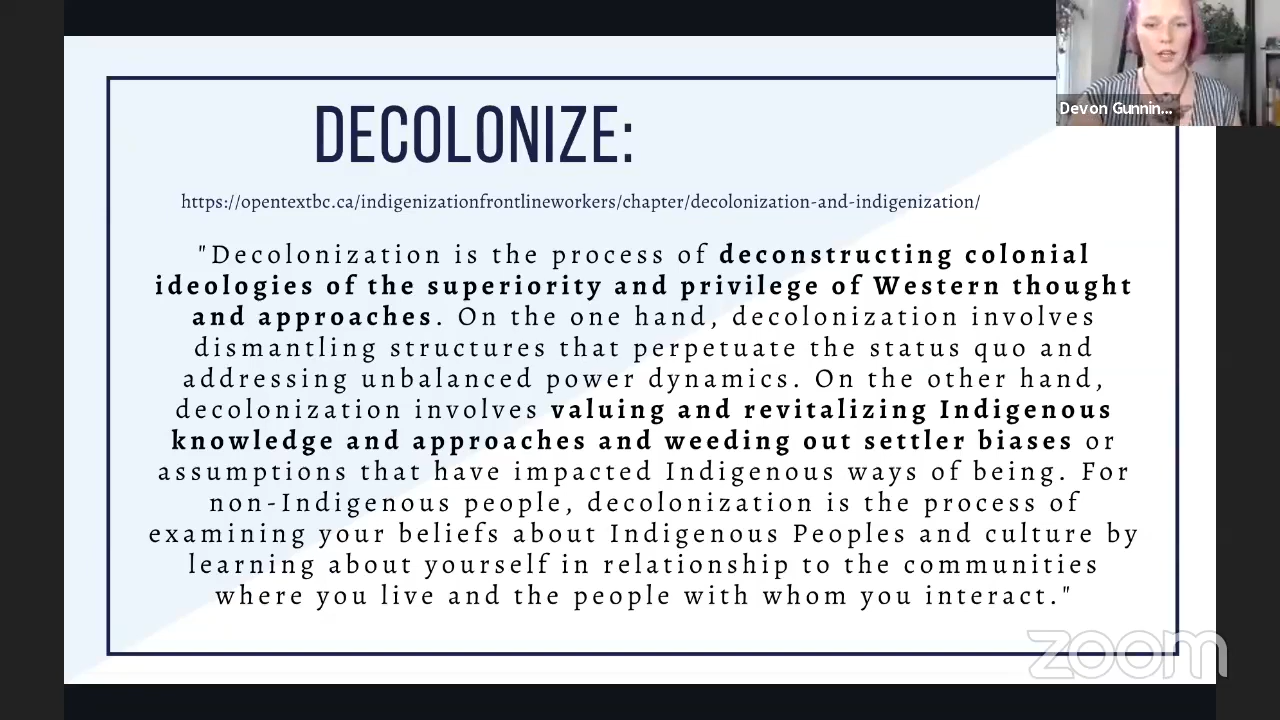 DECOLONIZE:
Devon Gunnin...
https://opentextbc.ca/indigenizationfrontlineworkers/chapter/decolonization-and-indigenization/
"Decolonization is the process of deconstructing colonial
ideologies of the superiority and privilege of Western thought
and approaches. On the one hand, decolonization involves
dismantling structures that perpetuate the status quo and
addressing unbalanced power dynamics. On the other hand,
decolonization involves valuing and revitalizing Indigenous
knowledge and approaches and weeding out settler biases or
assumptions that have impacted Indigenous ways of being. For
non-Indigenous people, decolonization is the process of
examining your beliefs about Indigenous Peoples and culture by
learning about yourself in relationship to the communities
where you live and the people with whom you interact."
zoom